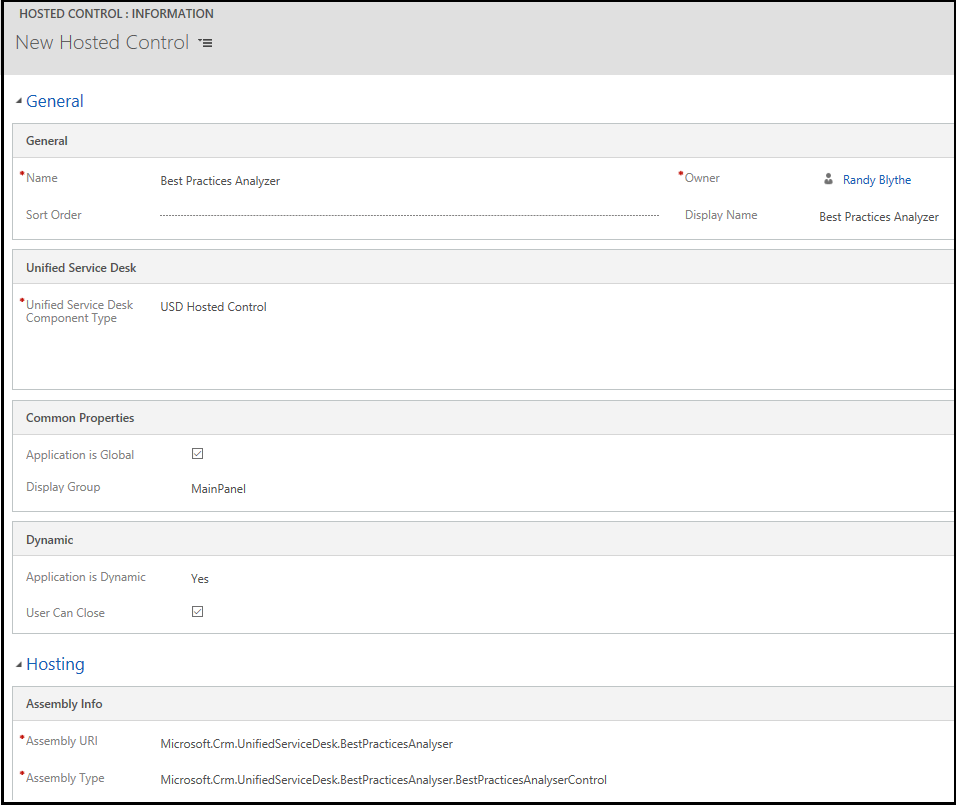 HOSTED CONTROL : INFORMATION
New Hosted Control
General
General
*Name Best Practices Analyzer *Owner Randy Blythe
Sort Order Display Name Best Practices Analyzer
Unified Service Desk
*Unified Service Desk USD Hosted Control
Component Type
Common Properties
Application is Global
Display Group MainPanel
Dynamic
Application is Dynamic Yes
User Can Close
Hosting
Assembly Info
*Assembly URI Microsoft.Crm.UnifiedServiceDesk.BestPracticesAnalyser
*Assembly Type Microsoft.Crm.UnifiedServiceDesk.BestPracticesAnalyser.BestPracticesAnalyserControl